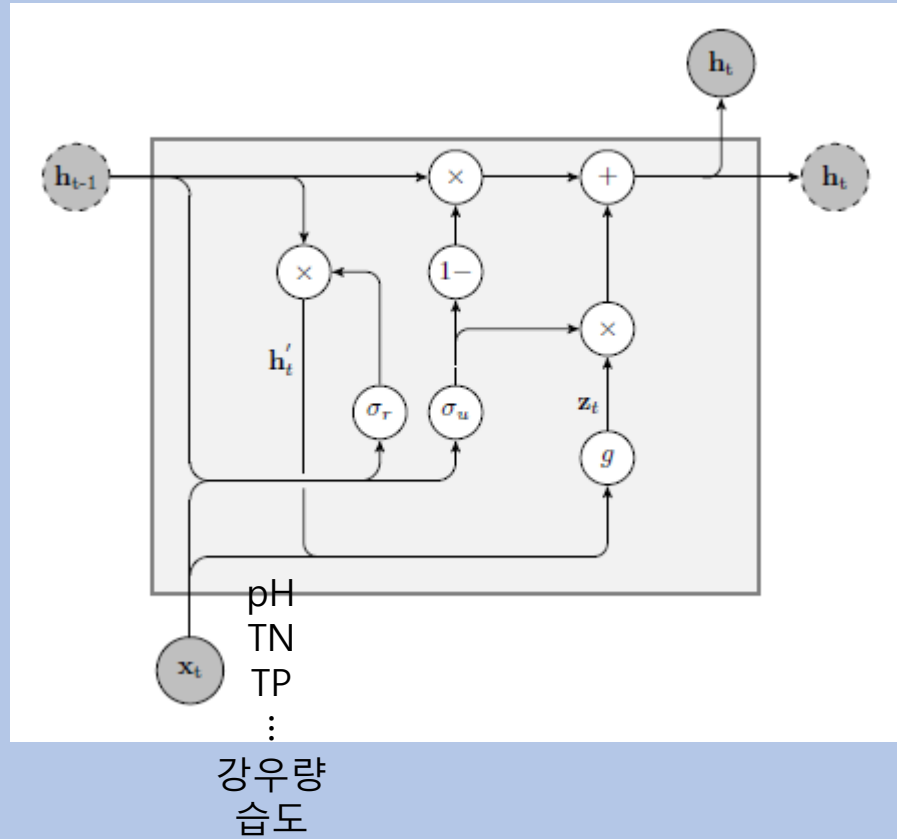 h_t
h_{t-1}
×
+
h_t
×
1−
×
h'_t
σ_r
σ_u
z_t
g
pH
TN
x_t
TP
⋮
강우량
습도